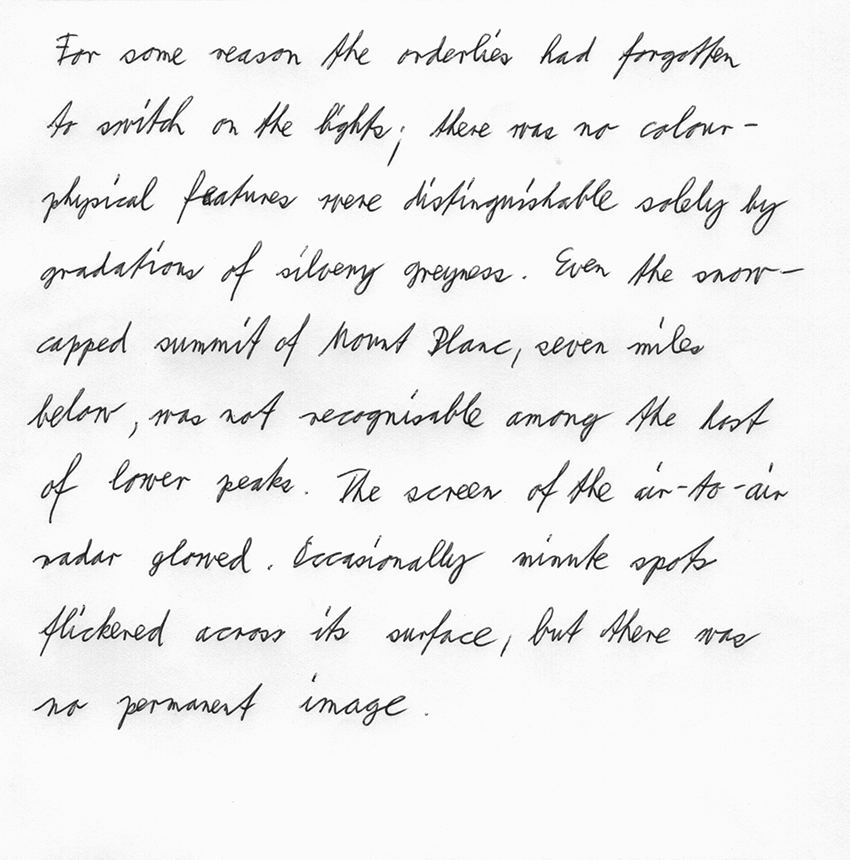 For some reason the orderlies had forgotten
to switch on the lights; there was no colour -
physical features were distinguishable solely by
gradations of silvery greyness. Even the snow-
capped summit of Mount Blanc, seven miles
below, was not recognisable among the host
of lower peaks. The screen of the air-to-air
radar glowed. Occasionally minute spots
flickered across its surface, but there was
no permanent image.